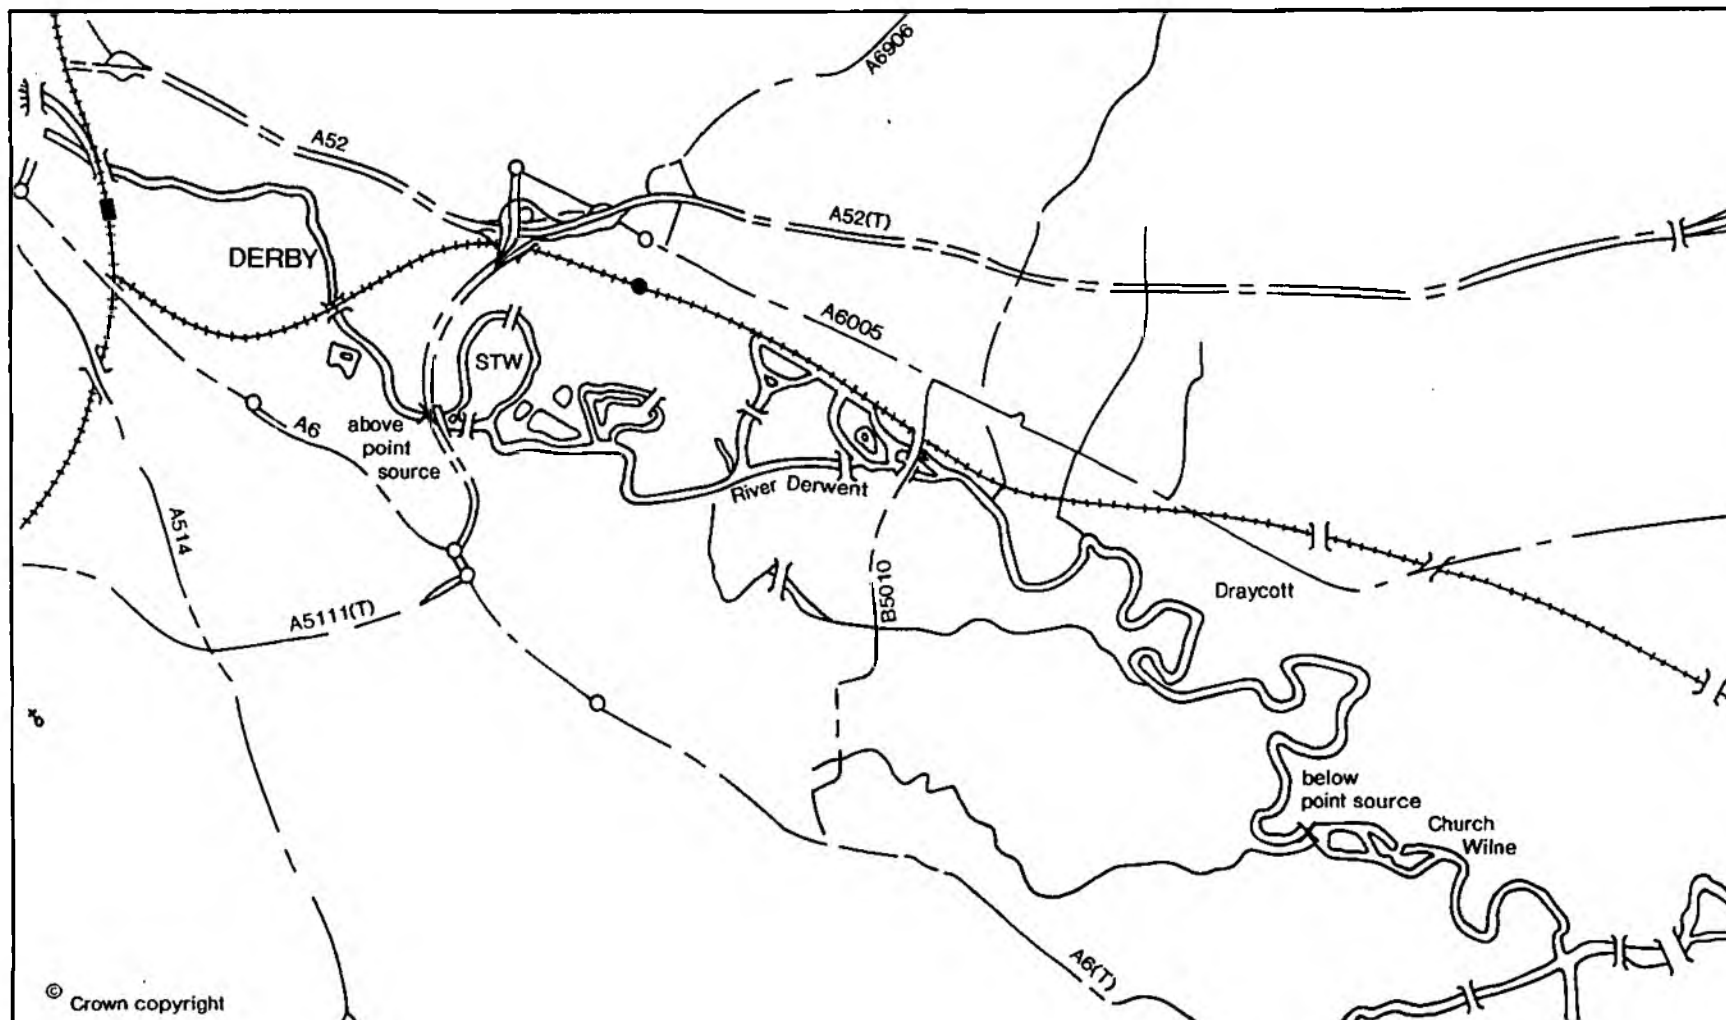 A6906
A52
A52(T)
DERBY
A6005
STW
A6
above
point
source
River Derwent
A514
B5010
Draycott
A5111(T)
below
point source
Church
Wilne
A6(T)
© Crown copyright